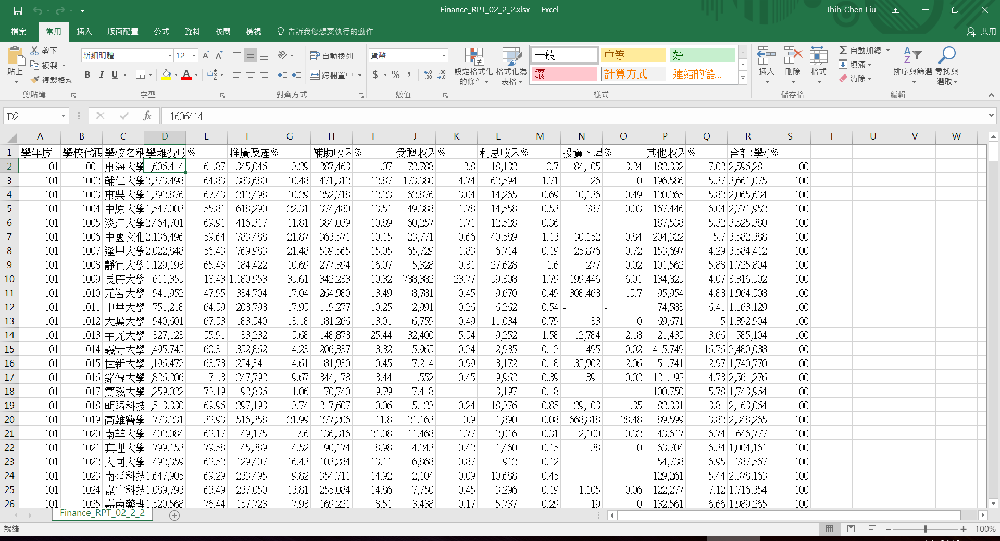 Finance_RPT_02_2_2.xlsx - Excel
Jhih-Chen Liu
檔案 常用 插入 版面配置 公式 資料 校閱 檢視 告訴我您想要執行的動作 共用
貼上 剪下 複製 複製格式 剪貼簿
新細明體 12 B I U A 字型
自動換列 跨欄置中 對齊方式
貨幣 $ % , 數值
設定格式化的條件 格式化為表格 一般 中等 好 壞 計算方式 連結的儲... 樣式
插入 刪除 格式 儲存格
自動加總 填滿 清除 排序與篩選 尋找與選取 編輯
D2 fx 1606414
A B C D E F G H I J K L M N O P Q R S T U V W
1 學年度 學校代碼 學校名稱 學雜費收 % 推廣及產 % 補助收入 % 受贈收入 % 利息收入 % 投資、基 % 其他收入 % 合計(學校 %
2 101 1001 東海大學 1,606,414 61.87 345,046 13.29 287,463 11.07 72,788 2.8 18,132 0.7 84,105 3.24 182,332 7.02 2,596,281 100
3 101 1002 輔仁大學 2,373,498 64.83 383,680 10.48 471,312 12.87 173,380 4.74 62,594 1.71 26 0 196,586 5.37 3,661,075 100
4 101 1003 東吳大學 1,392,876 67.43 212,498 10.29 252,718 12.23 62,876 3.04 14,265 0.69 10,136 0.49 120,265 5.82 2,065,634 100
5 101 1004 中原大學 1,547,003 55.81 618,290 22.31 374,480 13.51 49,388 1.78 14,558 0.53 787 0.03 167,446 6.04 2,771,952 100
6 101 1005 淡江大學 2,464,701 69.91 416,317 11.81 384,039 10.89 60,257 1.71 12,528 0.36 - - 187,538 5.32 3,525,380 100
7 101 1006 中國文化 2,136,496 59.64 783,488 21.87 363,571 10.15 23,771 0.66 40,589 1.13 30,152 0.84 204,322 5.7 3,582,388 100
8 101 1007 逢甲大學 2,022,848 56.43 769,983 21.48 539,565 15.05 65,729 1.83 6,714 0.19 25,876 0.72 153,697 4.29 3,584,412 100
9 101 1008 靜宜大學 1,129,193 65.43 184,422 10.69 277,394 16.07 5,328 0.31 27,628 1.6 277 0.02 101,562 5.88 1,725,804 100
10 101 1009 長庚大學 611,355 18.43 1,180,953 35.61 342,233 10.32 788,382 23.77 59,308 1.79 199,446 6.01 134,825 4.07 3,316,502 100
11 101 1010 元智大學 941,952 47.95 334,704 17.04 264,980 13.49 8,781 0.45 9,670 0.49 308,468 15.7 95,954 4.88 1,964,508 100
12 101 1011 中華大學 751,218 64.59 208,798 17.95 119,277 10.25 2,991 0.26 6,262 0.54 - - 74,583 6.41 1,163,129 100
13 101 1012 大葉大學 940,601 67.53 183,540 13.18 181,266 13.01 6,759 0.49 11,034 0.79 33 0 69,671 5 1,392,904 100
14 101 1013 華梵大學 327,123 55.91 33,232 5.68 148,878 25.44 32,400 5.54 9,252 1.58 12,784 2.18 21,435 3.66 585,104 100
15 101 1014 義守大學 1,495,745 60.31 352,862 14.23 206,337 8.32 5,965 0.24 2,935 0.12 495 0.02 415,749 16.76 2,480,088 100
16 101 1015 世新大學 1,196,472 68.73 254,341 14.61 181,930 10.45 17,214 0.99 3,172 0.18 35,902 2.06 51,741 2.97 1,740,770 100
17 101 1016 銘傳大學 1,826,206 71.3 247,792 9.67 344,178 13.44 11,552 0.45 9,962 0.39 391 0.02 121,195 4.73 2,561,276 100
18 101 1017 實踐大學 1,259,022 72.19 192,836 11.06 170,740 9.79 17,418 1 3,197 0.18 - - 100,750 5.78 1,743,964 100
19 101 1018 朝陽科技 1,513,330 69.96 297,193 13.74 217,607 10.06 5,123 0.24 18,376 0.85 29,103 1.35 82,331 3.81 2,163,064 100
20 101 1019 高雄醫學 773,231 32.93 516,358 21.99 277,206 11.8 21,163 0.9 1,890 0.08 668,818 28.48 89,599 3.82 2,348,265 100
21 101 1020 南華大學 402,084 62.17 49,175 7.6 136,316 21.08 11,468 1.77 2,016 0.31 2,100 0.32 43,617 6.74 646,777 100
22 101 1021 真理大學 799,153 79.58 45,389 4.52 90,174 8.98 4,243 0.42 1,460 0.15 38 0 63,704 6.34 1,004,161 100
23 101 1022 大同大學 492,359 62.52 129,407 16.43 103,284 13.11 6,868 0.87 912 0.12 - - 54,738 6.95 787,567 100
24 101 1023 南臺科技 1,647,905 69.29 233,495 9.82 354,711 14.92 2,104 0.09 10,688 0.45 - - 129,261 5.44 2,378,163 100
25 101 1024 崑山科技 1,089,793 63.49 237,050 13.81 255,084 14.86 7,750 0.45 3,296 0.19 1,105 0.06 122,277 7.12 1,716,354 100
26 101 1025 嘉南藥理 1,520,568 76.44 157,723 7.93 169,221 8.51 3,438 0.17 5,737 0.29 19 0 132,561 6.66 1,989,265 100
Finance_RPT_02_2_2
就緒 100%